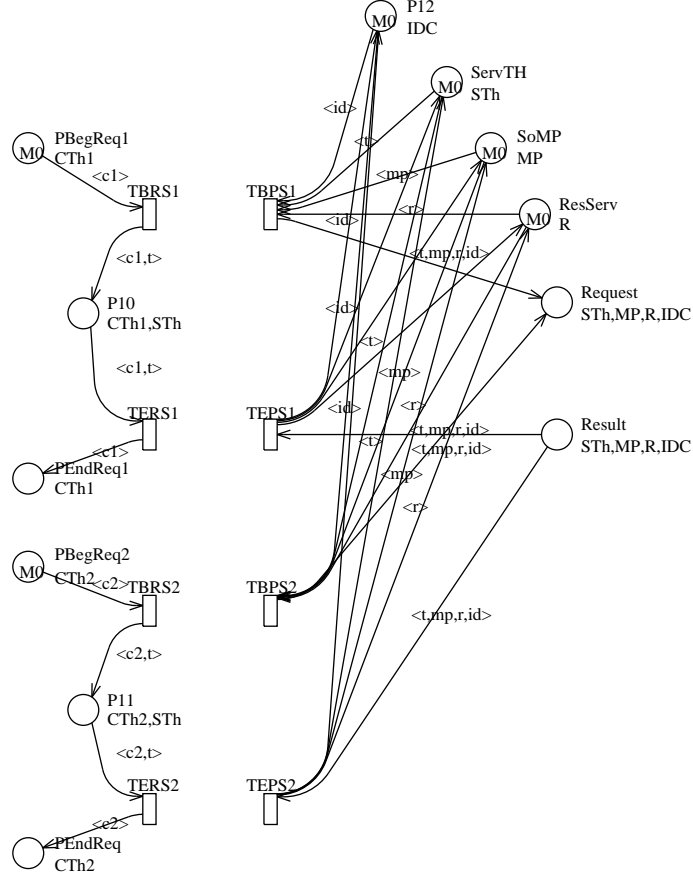 P12
M0
IDC
ServTH
M0
STh
<id>
PBegReq1
M0
CTh1
<t>
SoMP
M0
MP
<c1>
<mp>
TBRS1
TBPS1
<r>
ResServ
M0
R
<id>
<c1,t>
<t,mp,r,id>
P10
CTh1,STh
Request
STh,MP,R,IDC
<id>
<t>
<c1,t>
<mp>
<id>
<r>
TERS1
TEPS1
Result
STh,MP,R,IDC
<t,mp,r,id>
<t>
<t,mp,r,id>
<c1>
PEndReq1
CTh1
<mp>
<r>
PBegReq2
M0
CTh2
<c2>
TBRS2
TBPS2
<t,mp,r,id>
<c2,t>
P11
CTh2,STh
<c2,t>
TERS2
TEPS2
<c2>
PEndReq
CTh2